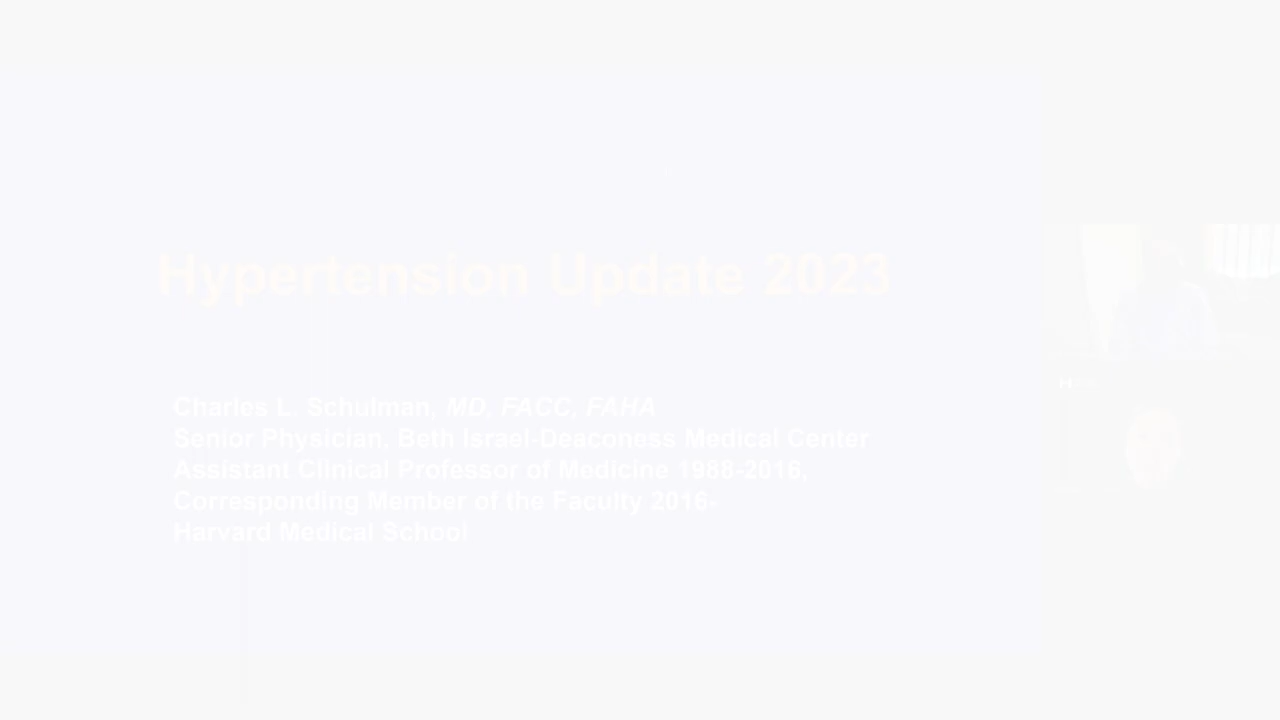 Hypertension Update 2023
Charles L. Schulman, MD, FACC, FAHA
Senior Physician, Beth Israel-Deaconess Medical Center
Assistant Clinical Professor of Medicine 1988-2016,
Corresponding Member of the Faculty 2016-
Harvard Medical School